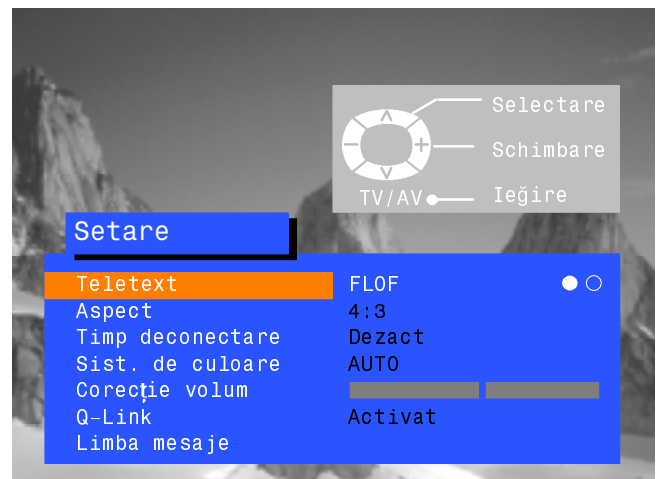 Selectare
Schimbare
TV/AV Ieğire
Setare
Teletext FLOF
Aspect 4:3
Timp deconectare Dezact
Sist. de culoare AUTO
Corecţie volum
Q-Link Activat
Limba mesaje